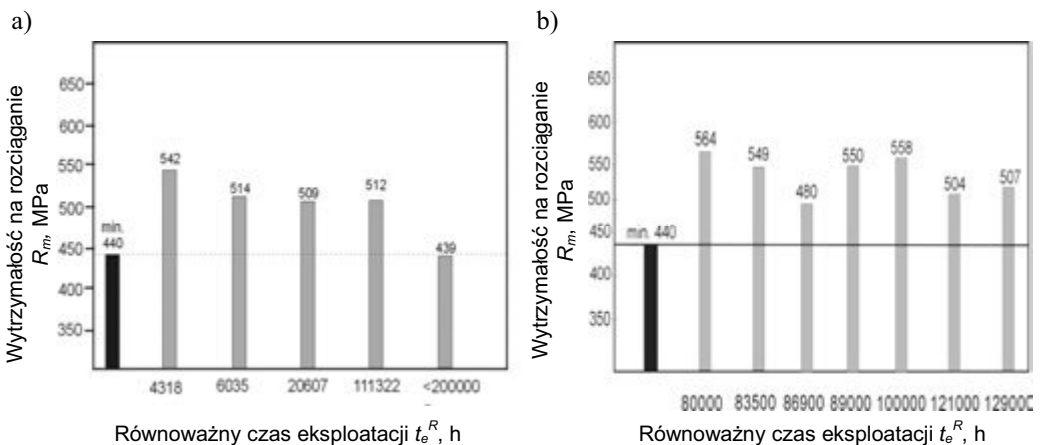 a)
Wytrzymałość na rozciąganie
Rm, MPa
650
600
550
500
450
400
350
min.
440
542
514
509
512
439
4318 6035 20607 111322 <200000
Równoważny czas eksploatacji teR, h
b)
Wytrzymałość na rozciąganie
Rm, MPa
650
600
550
500
450
400
350
min. 440
564
549
480
550
558
504
507
80000 83500 86900 89000 100000 121000 129000
Równoważny czas eksploatacji teR, h